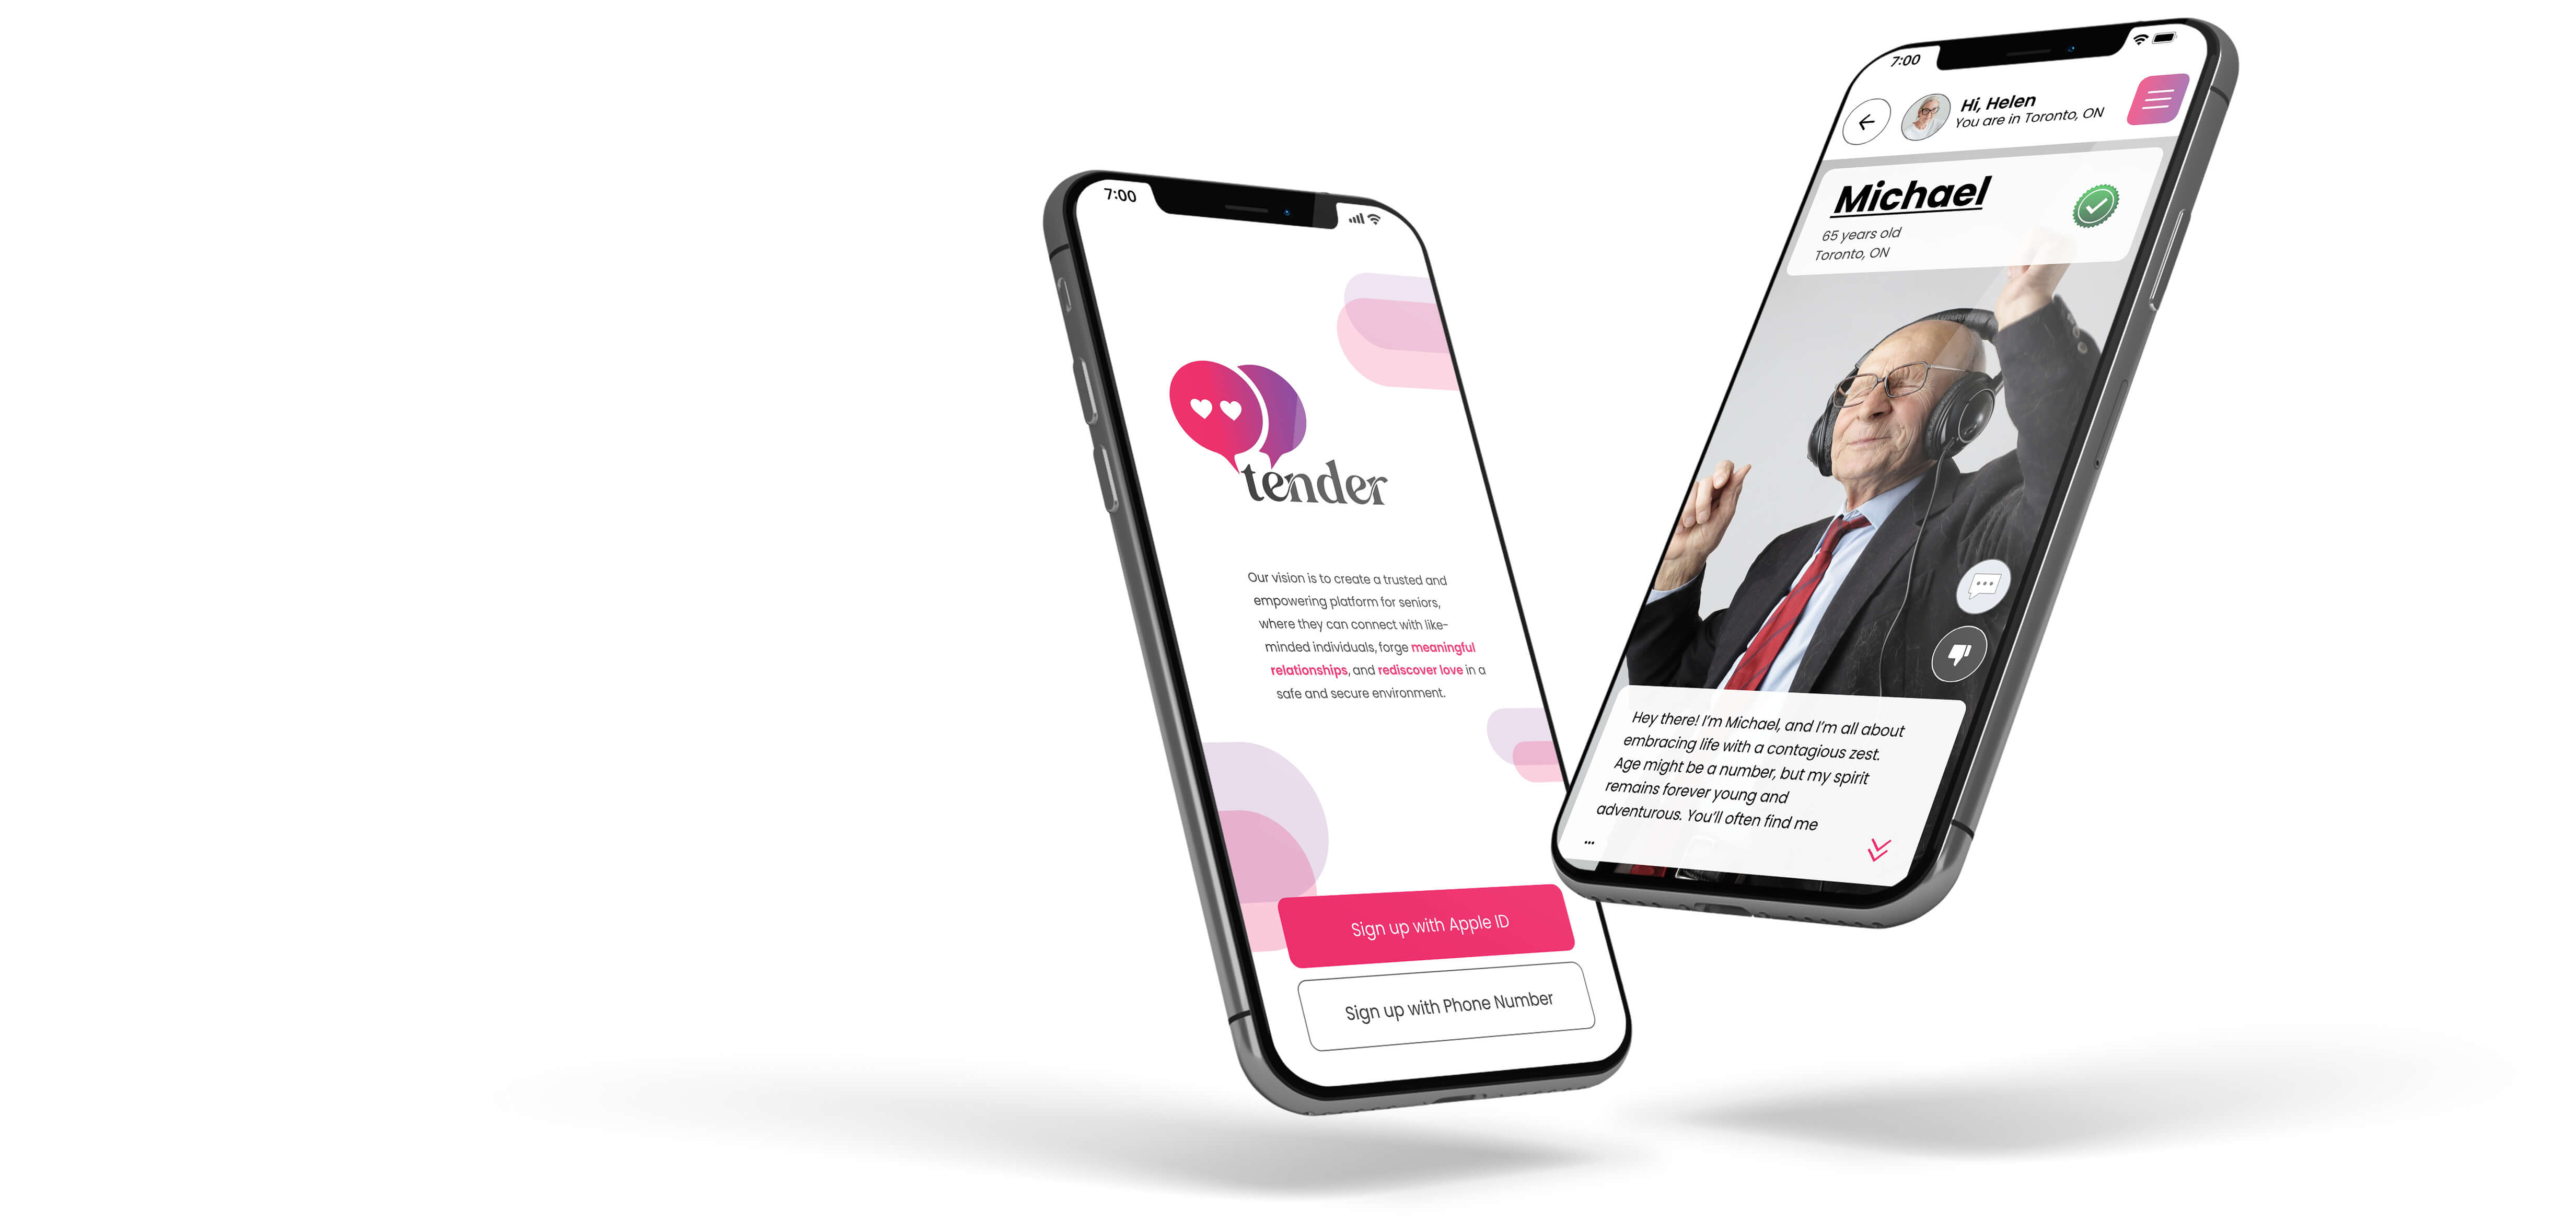 7:00
tender
Our vision is to create a trusted and
empowering platform for seniors,
where they can connect with like-
minded individuals, forge meaningful
relationships, and rediscover love in a
safe and secure environment.
Sign up with Apple ID
Sign up with Phone Number
7:00
Hi, Helen
You are in Toronto, ON
Michael
65 years old
Toronto, ON
Hey there! I'm Michael, and I'm all about
embracing life with a contagious zest.
Age might be a number, but my spirit
remains forever young and
adventurous. You'll often find me
...